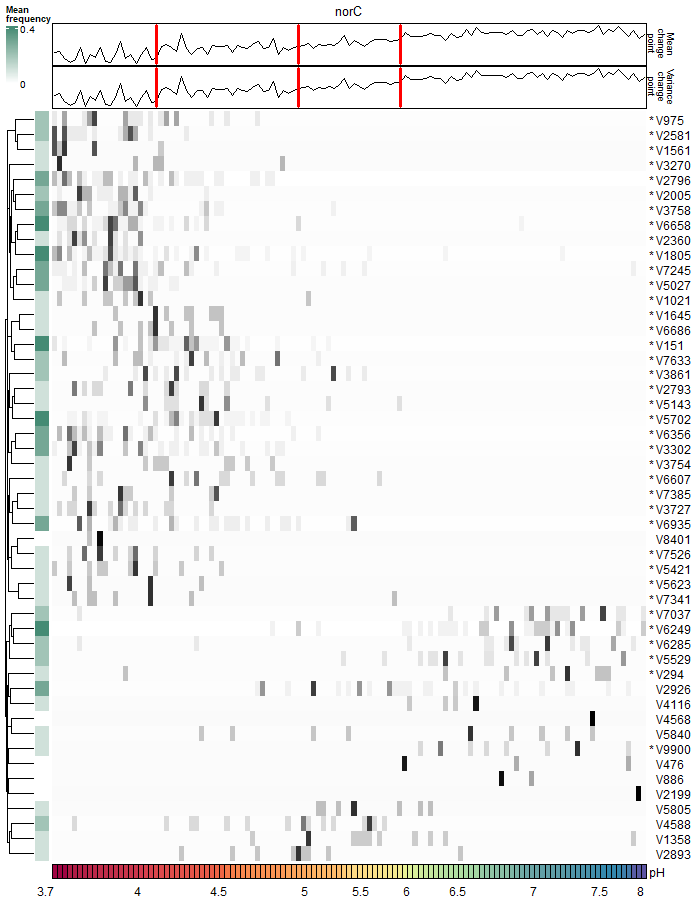 norC
Mean
frequency
0.4
0
Mean
change
point
Variance
change
point
* V975
* V2581
* V1561
* V3270
* V2796
* V2005
* V3758
* V6658
* V2360
* V1805
* V7245
* V5027
* V1021
* V1645
* V6686
* V151
* V7633
* V3861
* V2793
* V5143
* V5702
* V6356
* V3302
* V3754
* V6607
* V7385
* V3727
* V6935
V8401
* V7526
* V5421
* V5623
* V7341
* V7037
* V6249
* V6285
* V5529
* V294
V2926
V4116
V4568
V5840
* V9900
V476
V886
V2199
V5805
V4588
V1358
V2893
pH
3.7 4 4.5 5 5.5 6 6.5 7 7.5 8